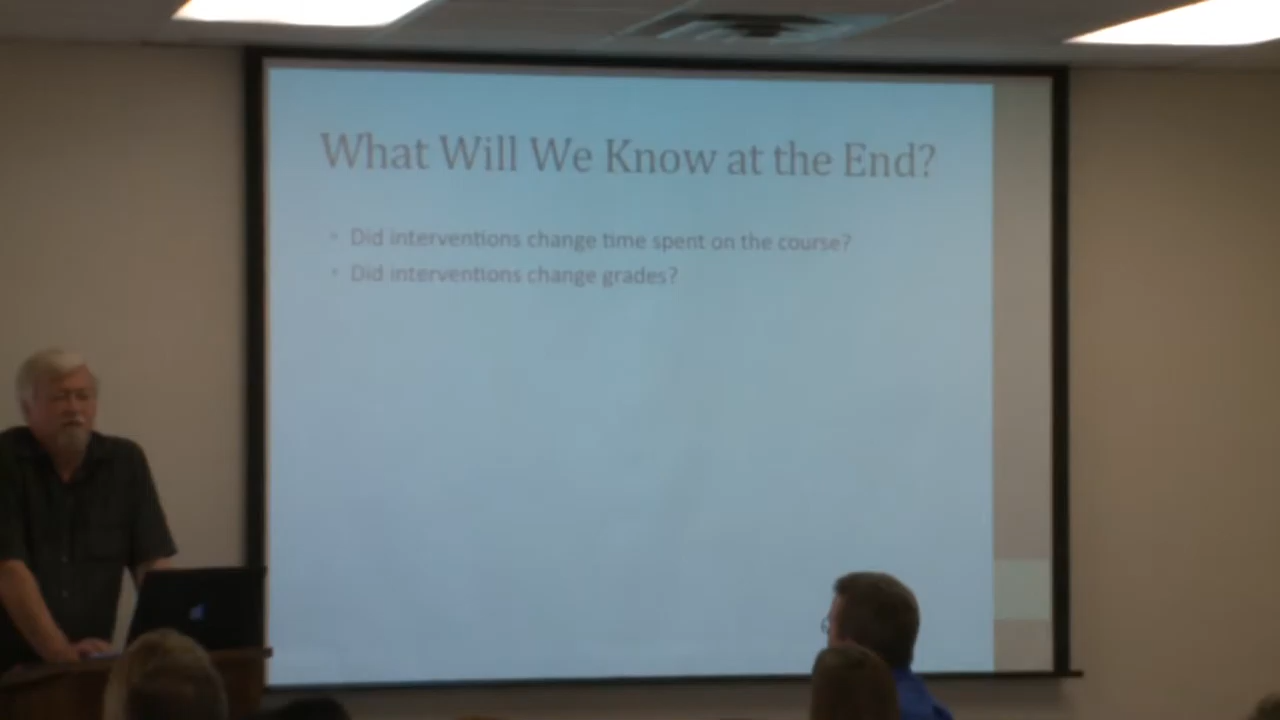 What Will We Know at the End?
• Did interventions change time spent on the course?
• Did interventions change grades?